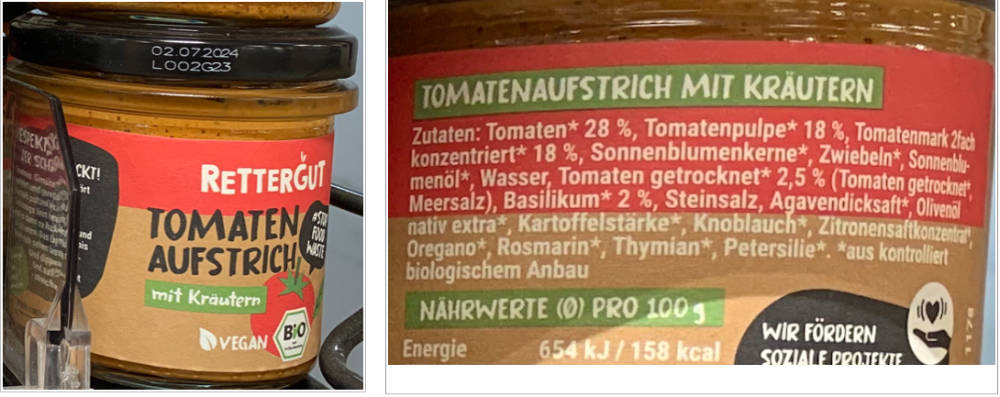 02.07.2024
L002G23
RETTERGUT
TOMATEN
AUFSTRICH
#STOP
FOOD
WASTE
mit Kräutern
VEGAN
BiO
TOMATENAUFSTRICH MIT KRÄUTERN
Zutaten: Tomaten* 28 %, Tomatenpulpe* 18 %, Tomatenmark 2fach
konzentriert* 18 %, Sonnenblumenkerne*, Zwiebeln*, Sonnenblu-
menöl*, Wasser, Tomaten getrocknet* 2,5 % (Tomaten getrocknet*,
Meersalz), Basilikum* 2 %, Steinsalz, Agavendicksaft*, Olivenöl
nativ extra*, Kartoffelstärke*, Knoblauch*, Zitronensaftkonzentrat*,
Oregano*, Rosmarin*, Thymian*, Petersilie*. *aus kontrolliert
biologischem Anbau
NÄHRWERTE (Ø) PRO 100 g
Energie 654 kJ / 158 kcal
WIR FÖRDERN
SOZIALE PROJEKTE